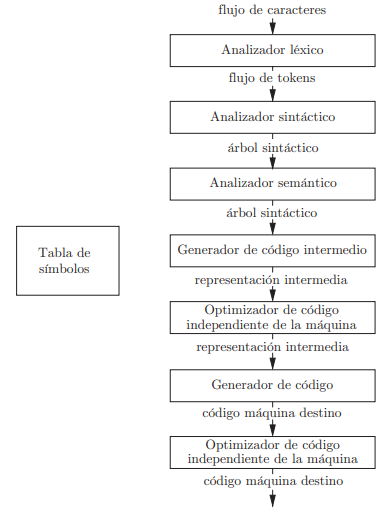 flujo de caracteres
Analizador léxico
flujo de tokens
Analizador sintáctico
árbol sintáctico
Analizador semántico
árbol sintáctico
Tabla de
símbolos
Generador de código intermedio
representación intermedia
Optimizador de código
independiente de la máquina
representación intermedia
Generador de código
código máquina destino
Optimizador de código
independiente de la máquina
código máquina destino